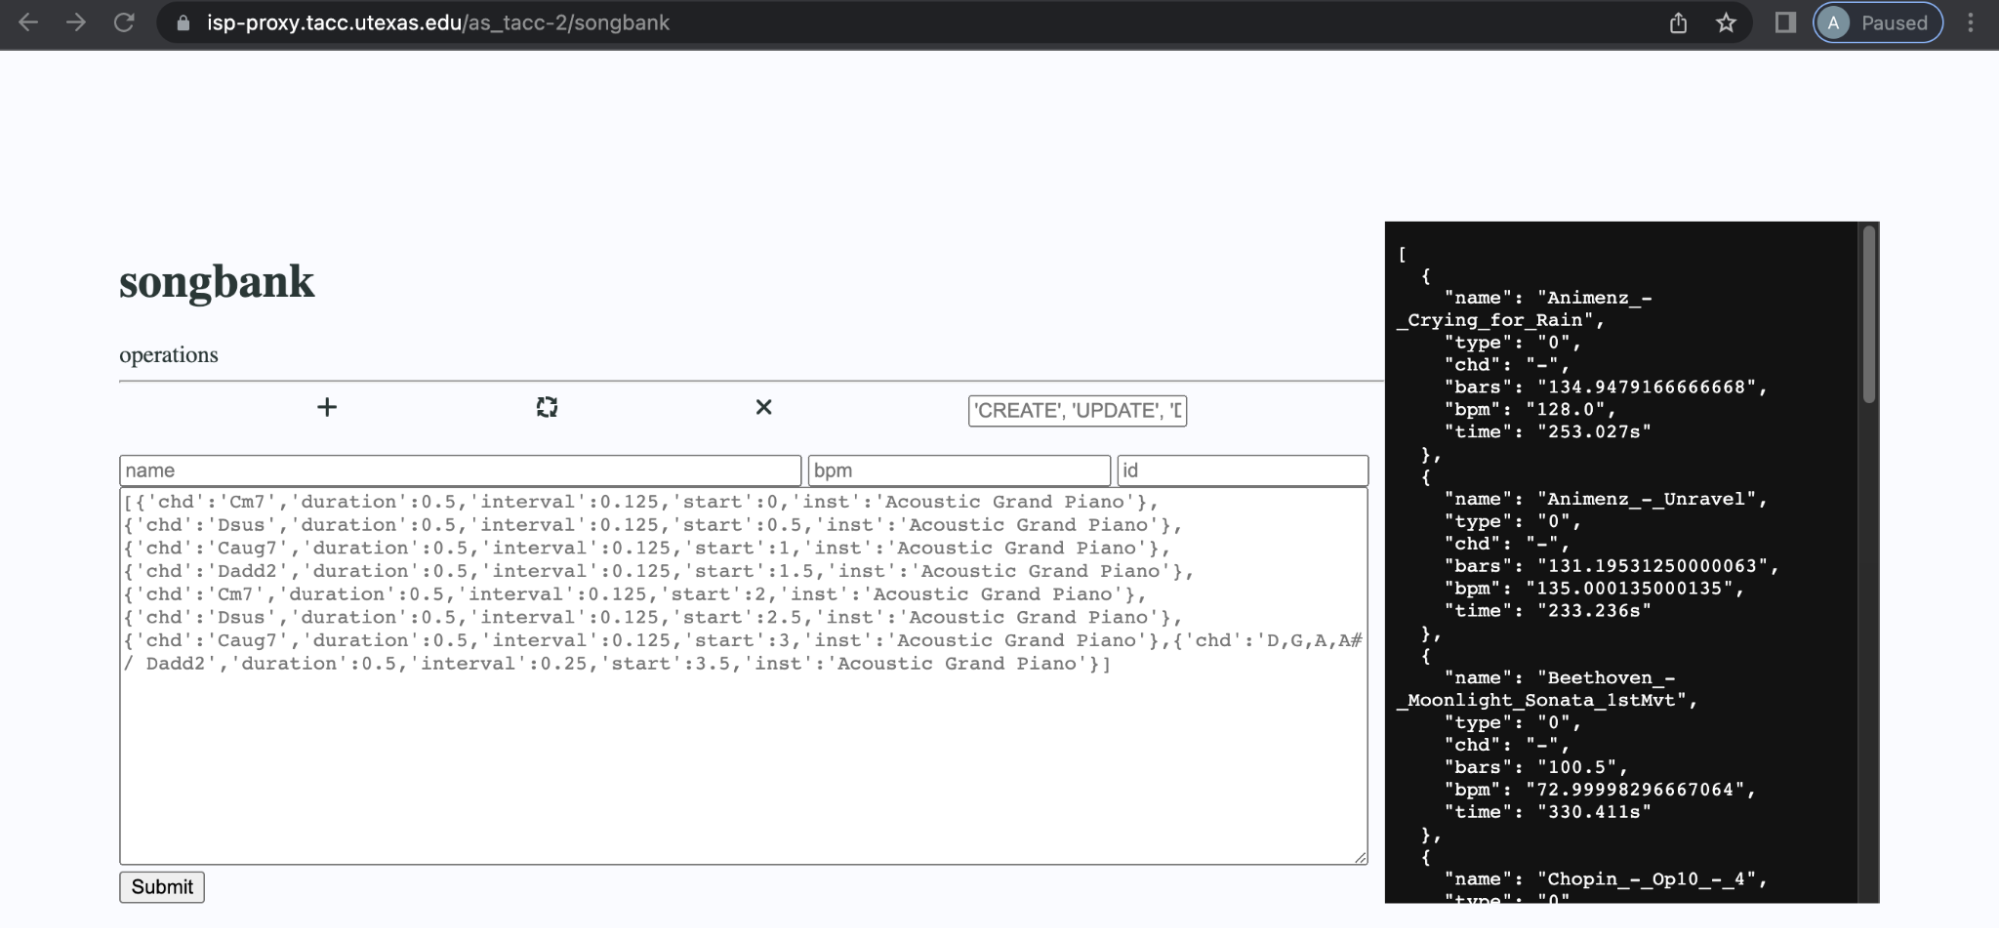 isp-proxy.tacc.utexas.edu/as_tacc-2/songbank
A Paused
songbank
operations
'CREATE', 'UPDATE', 'D
name bpm id
[{'chd':'Cm7','duration':0.5,'interval':0.125,'start':0,'inst':'Acoustic Grand Piano'},
{'chd':'Dsus','duration':0.5,'interval':0.125,'start':0.5,'inst':'Acoustic Grand Piano'},
{'chd':'Caug7','duration':0.5,'interval':0.125,'start':1,'inst':'Acoustic Grand Piano'},
{'chd':'Dadd2','duration':0.5,'interval':0.125,'start':1.5,'inst':'Acoustic Grand Piano'},
{'chd':'Cm7','duration':0.5,'interval':0.125,'start':2,'inst':'Acoustic Grand Piano'},
{'chd':'Dsus','duration':0.5,'interval':0.125,'start':2.5,'inst':'Acoustic Grand Piano'},
{'chd':'Caug7','duration':0.5,'interval':0.125,'start':3,'inst':'Acoustic Grand Piano'},{'chd':'D,G,A,A#
/ Dadd2','duration':0.5,'interval':0.25,'start':3.5,'inst':'Acoustic Grand Piano'}]
Submit
[
{
"name": "Animenz_-
_Crying_for_Rain",
"type": "0",
"chd": "-",
"bars": "134.9479166666668",
"bpm": "128.0",
"time": "253.027s"
},
{
"name": "Animenz_-_Unravel",
"type": "0",
"chd": "-",
"bars": "131.19531250000063",
"bpm": "135.000135000135",
"time": "233.236s"
},
{
"name": "Beethoven_-
_Moonlight_Sonata_1stMvt",
"type": "0",
"chd": "-",
"bars": "100.5",
"bpm": "72.99998296667064",
"time": "330.411s"
},
{
"name": "Chopin_-_Op10_-_4",
"type": "0"